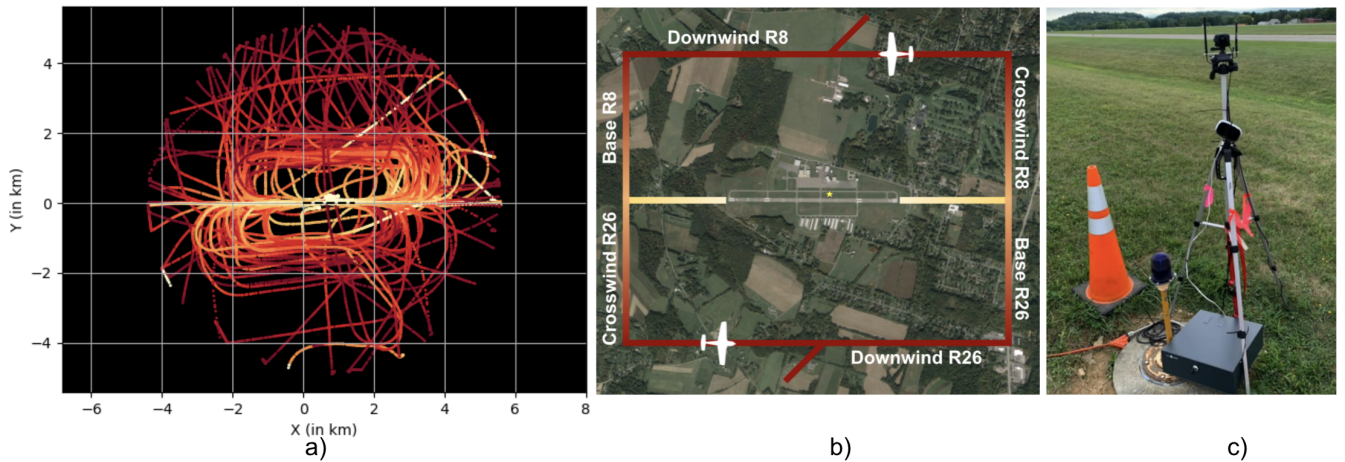 4
2
0
−2
−4
Y (in km)
−6
−4
−2
0
2
4
6
8
X (in km)
a)
Downwind R8
Base R8
Crosswind R8
Crosswind R26
Base R26
Downwind R26
b)
c)